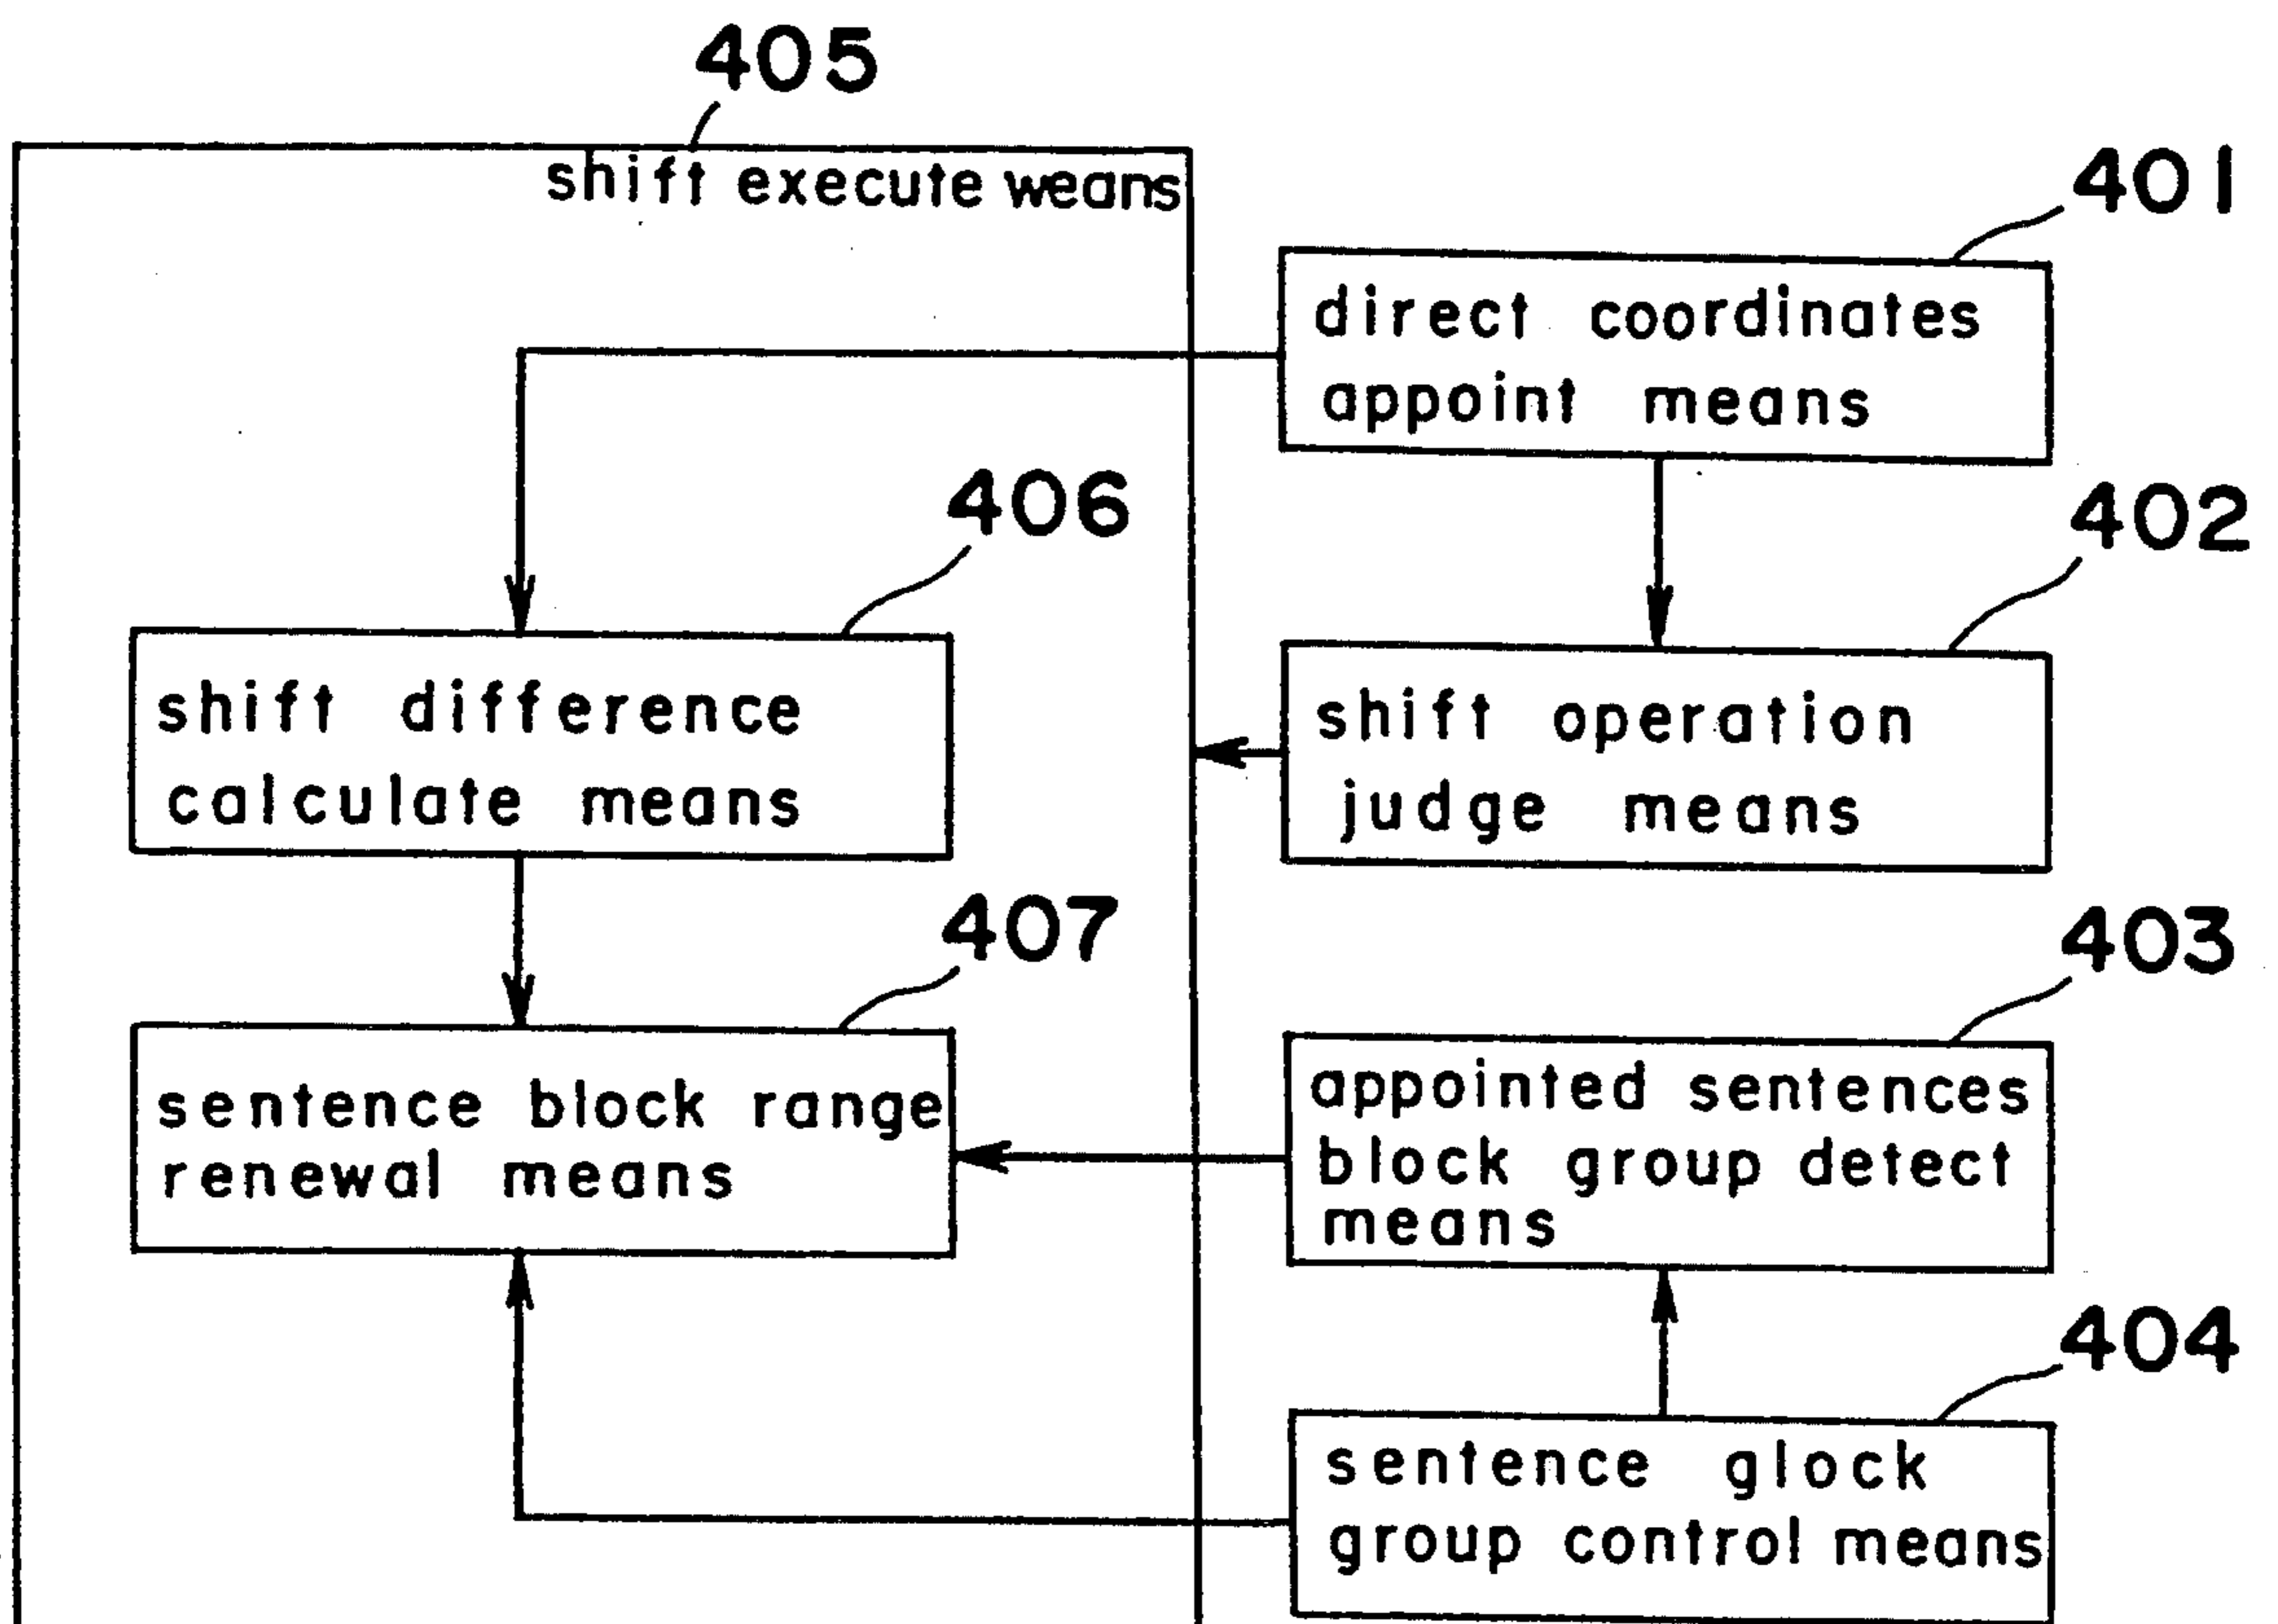 405
shift execute weans
401
direct coordinates
appoint means
406
402
shift difference
calculate means
shift operation
judge means
407
403
sentence block range
renewal means
appointed sentences
block group detect
means
404
sentence glock
group control means